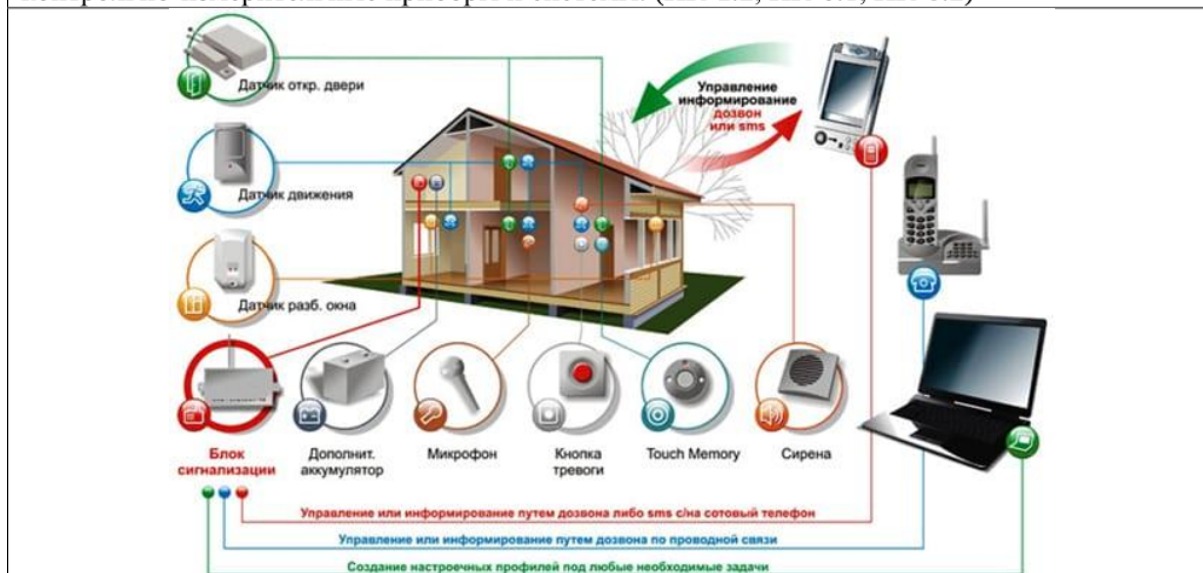 Датчик откр. двери
Управление
информирование
дозвон
или sms
Датчик движения
Датчик разб. окна
Блок
сигнализации
Дополнит.
аккумулятор
Микрофон
Кнопка
тревоги
Touch Memory
Сирена
Управление или информирование путем дозвона либо sms с/на сотовый телефон
Управление или информирование путем дозвона по проводной связи
Создание настроечных профилей под любые необходимые задачи